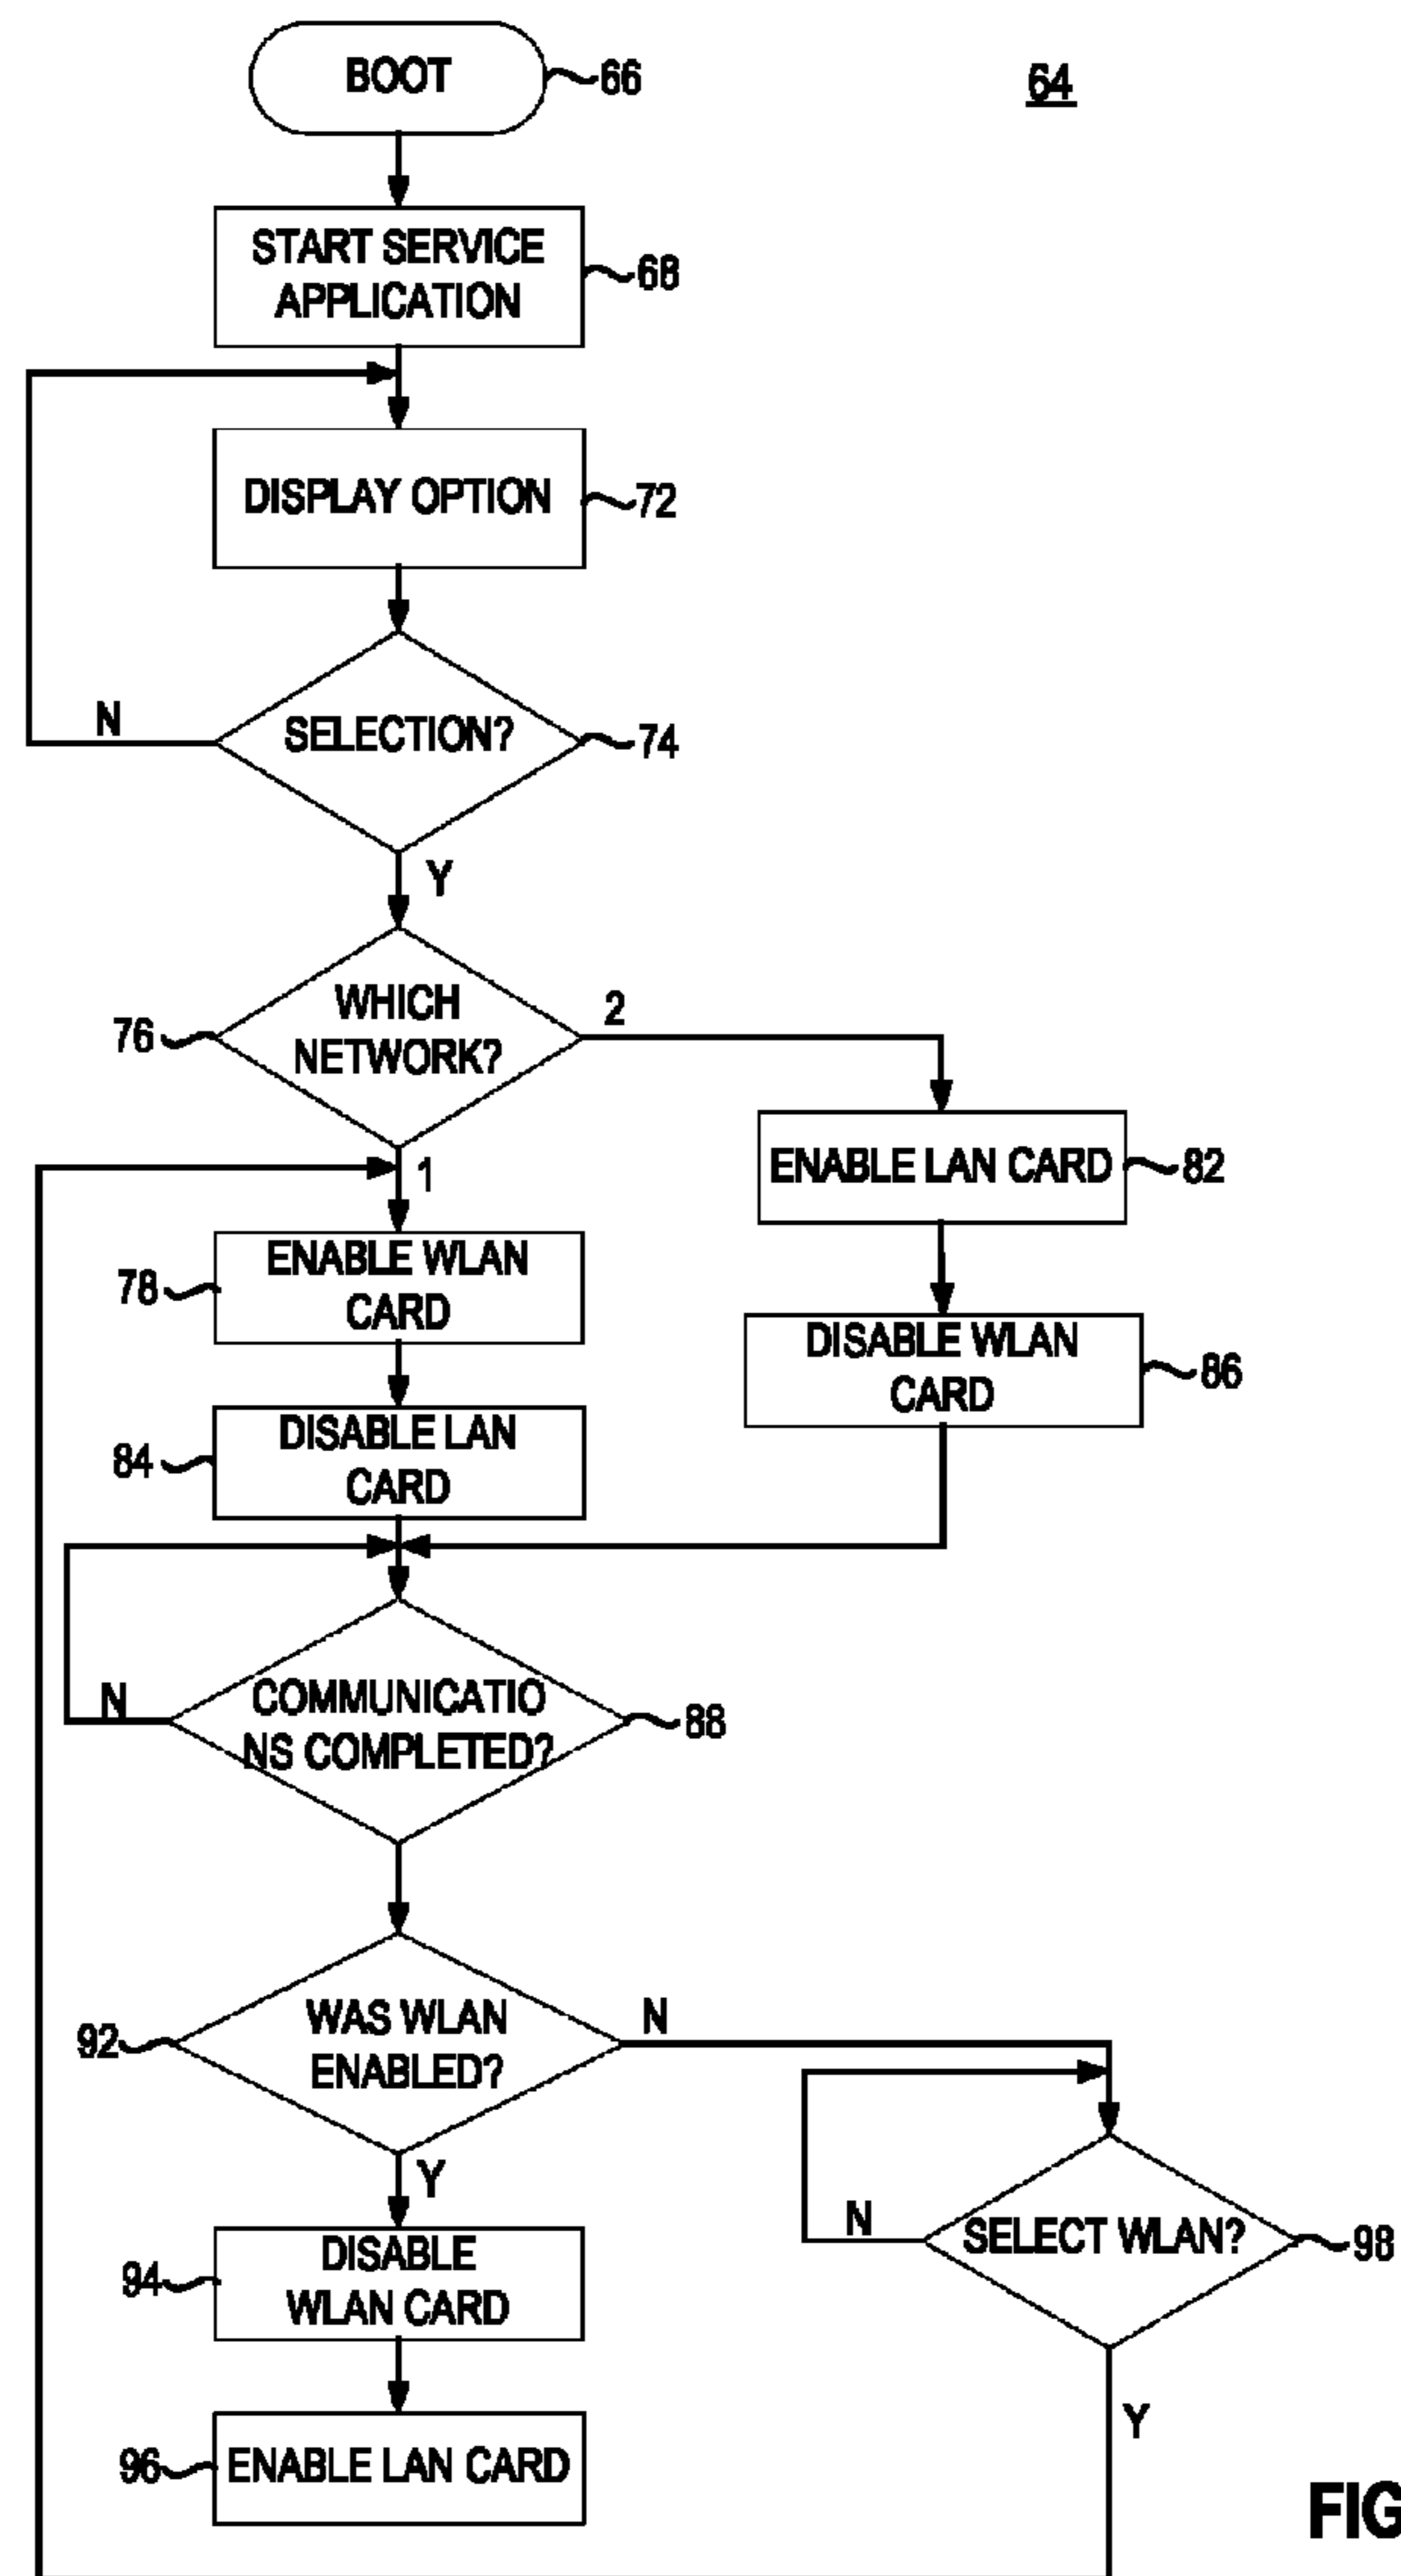 BOOT
66
64
START SERVICE
APPLICATION
68
DISPLAY OPTION
72
SELECTION?
74
N
Y
WHICH
NETWORK?
76
2
1
ENABLE LAN CARD
82
ENABLE WLAN
CARD
78
DISABLE WLAN
CARD
86
DISABLE LAN
CARD
84
COMMUNICATIO
NS COMPLETED?
88
N
WAS WLAN
ENABLED?
92
N
Y
SELECT WLAN?
98
N
Y
DISABLE
WLAN CARD
94
ENABLE LAN CARD
96
FIG